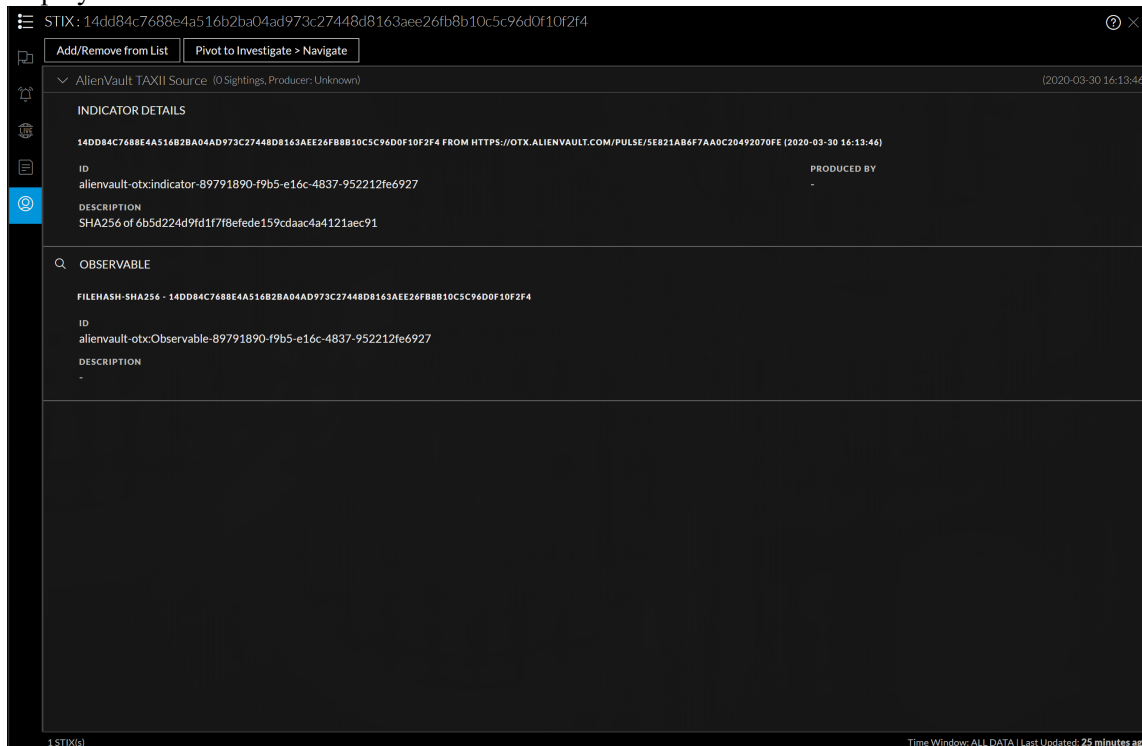 STIX : 14dd84c7688e4a516b2ba04ad973c27448d8163aee26fb8b10c5c96d0f10f2f4
Add/Remove from List Pivot to Investigate > Navigate
AlienVault TAXII Source (0 Sightings, Producer: Unknown) (2020-03-30 16:13:46
INDICATOR DETAILS
14DD84C7688E4A516B2BA04AD973C27448D8163AEE26FB8B10C5C96D0F10F2F4 FROM HTTPS://OTX.ALIENVAULT.COM/PULSE/5E821AB6F7AA0C20492070FE (2020-03-30 16:13:46)
ID PRODUCED BY
alienvault-otx:indicator-89791890-f9b5-e16c-4837-952212fe6927 -
DESCRIPTION
SHA256 of 6b5d224d9fd1f7f8efede159cdaac4a4121aec91
OBSERVABLE
FILEHASH-SHA256 - 14DD84C7688E4A516B2BA04AD973C27448D8163AEE26FB8B10C5C96D0F10F2F4
ID
alienvault-otx:Observable-89791890-f9b5-e16c-4837-952212fe6927
DESCRIPTION
-
LIVE
1 STIX(s) Time Window: ALL DATA | Last Updated: 25 minutes ag